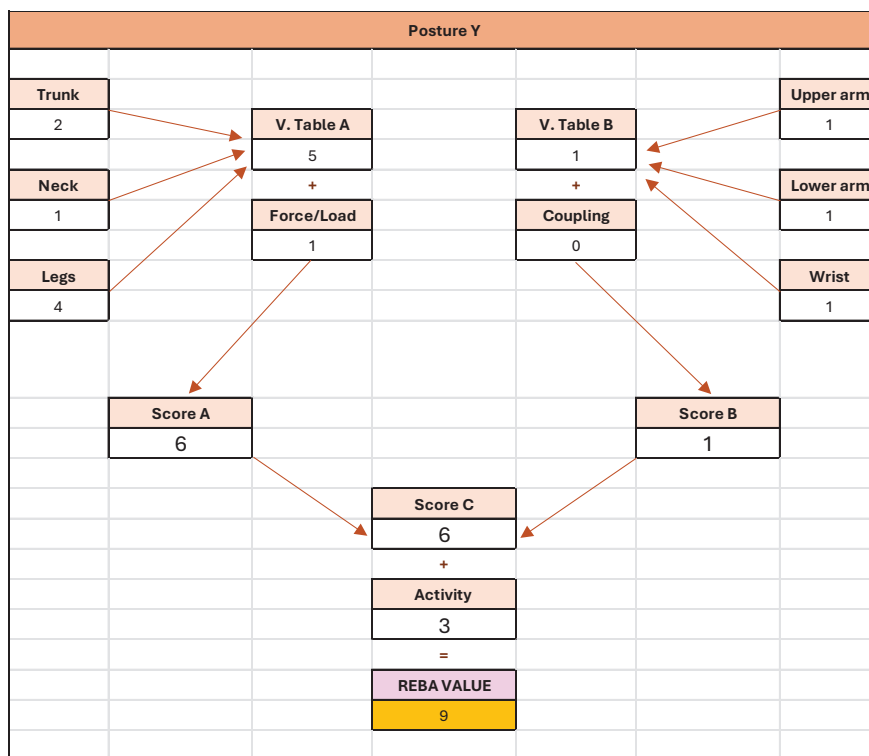 Posture Y
Trunk
2
V. Table A
5
V. Table B
1
Upper arm
1
+
+
Neck
1
Force/Load
1
Coupling
0
Lower arm
1
Legs
4
Wrist
1
Score A
6
Score B
1
Score C
6
+
Activity
3
=
REBA VALUE
9